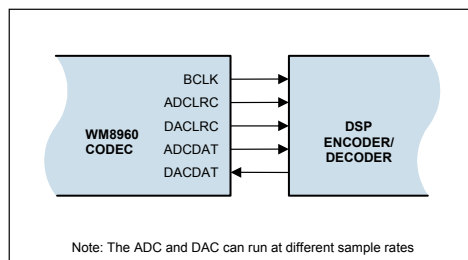 BCLK
ADCLRC
DACLRC
ADCDAT
DACDAT
WM8960
CODEC
DSP
ENCODER/
DECODER
Note: The ADC and DAC can run at different sample rates